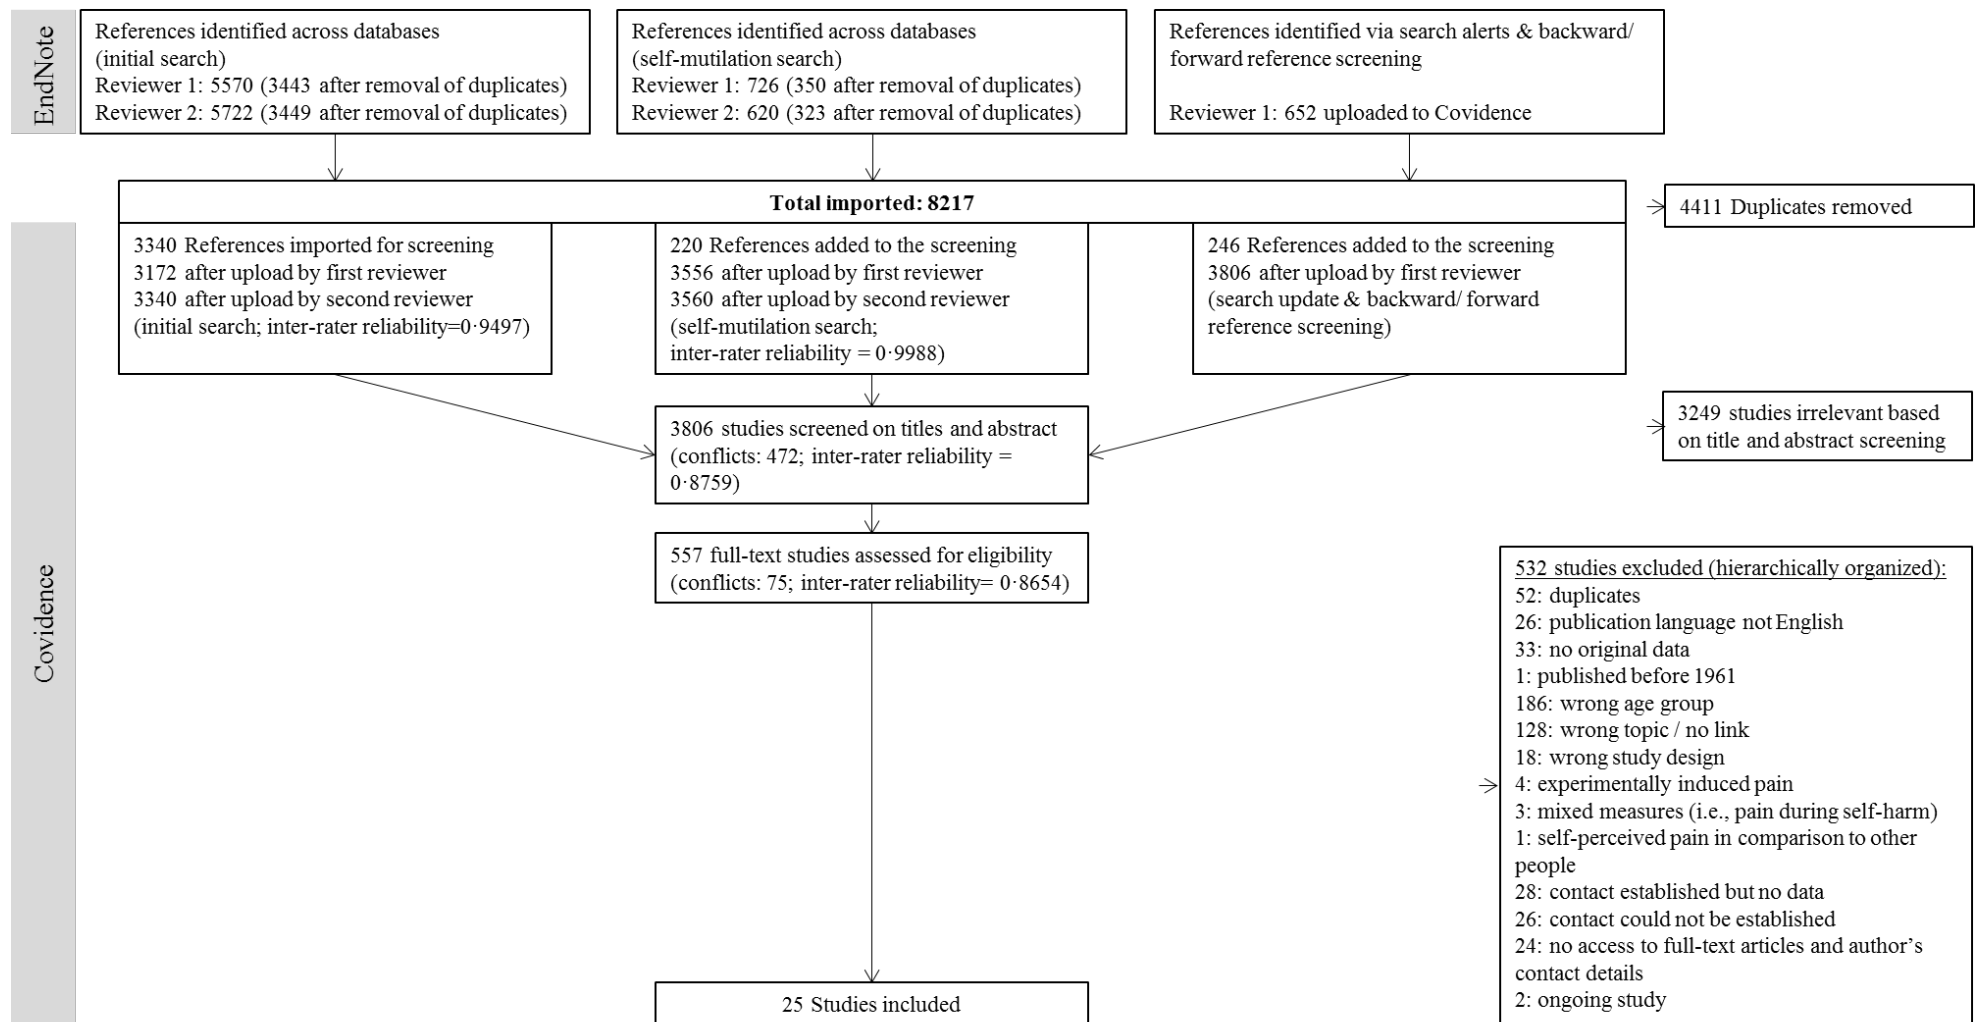 EndNote
References identified across databases
(initial search)
Reviewer 1: 5570 (3443 after removal of duplicates)
Reviewer 2: 5722 (3449 after removal of duplicates)
References identified across databases
(self-mutilation search)
Reviewer 1: 726 (350 after removal of duplicates)
Reviewer 2: 620 (323 after removal of duplicates)
References identified via search alerts & backward/
forward reference screening
Reviewer 1: 652 uploaded to Covidence
Total imported: 8217
4411 Duplicates removed
Covidence
3340 References imported for screening
3172 after upload by first reviewer
3340 after upload by second reviewer
(initial search; inter-rater reliability=0·9497)
220 References added to the screening
3556 after upload by first reviewer
3560 after upload by second reviewer
(self-mutilation search;
inter-rater reliability = 0·9988)
246 References added to the screening
3806 after upload by first reviewer
(search update & backward/ forward
reference screening)
3806 studies screened on titles and abstract
(conflicts: 472; inter-rater reliability =
0·8759)
3249 studies irrelevant based
on title and abstract screening
557 full-text studies assessed for eligibility
(conflicts: 75; inter-rater reliability= 0·8654)
532 studies excluded (hierarchically organized):
52: duplicates
26: publication language not English
33: no original data
1: published before 1961
186: wrong age group
128: wrong topic / no link
18: wrong study design
4: experimentally induced pain
3: mixed measures (i.e., pain during self-harm)
1: self-perceived pain in comparison to other
people
28: contact established but no data
26: contact could not be established
24: no access to full-text articles and author's
contact details
2: ongoing study
25 Studies included